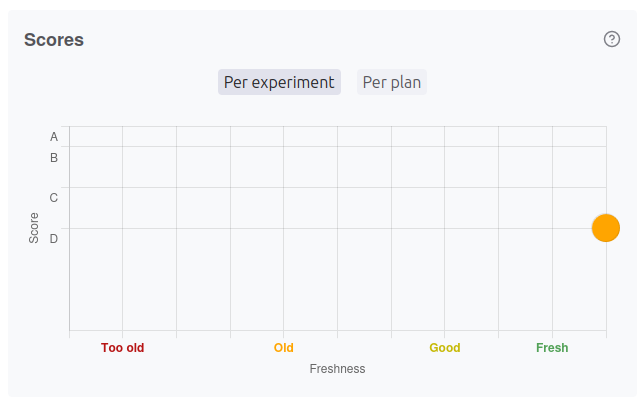 Scores
Per experiment
Per plan
A
B
C
D
Score
Too old
Old
Good
Fresh
Freshness